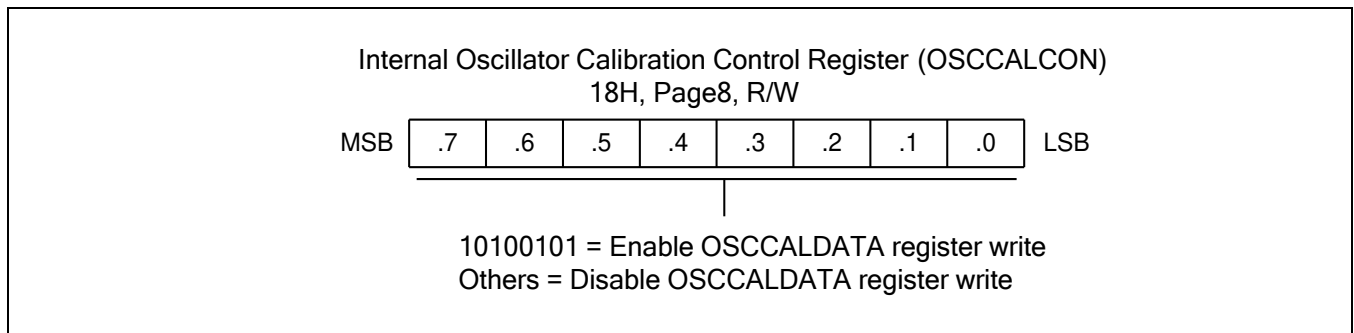 Internal Oscillator Calibration Control Register (OSCCALCON)
18H, Page8, R/W
MSB .7 .6 .5 .4 .3 .2 .1 .0 LSB
10100101 = Enable OSCCALDATA register write
Others = Disable OSCCALDATA register write